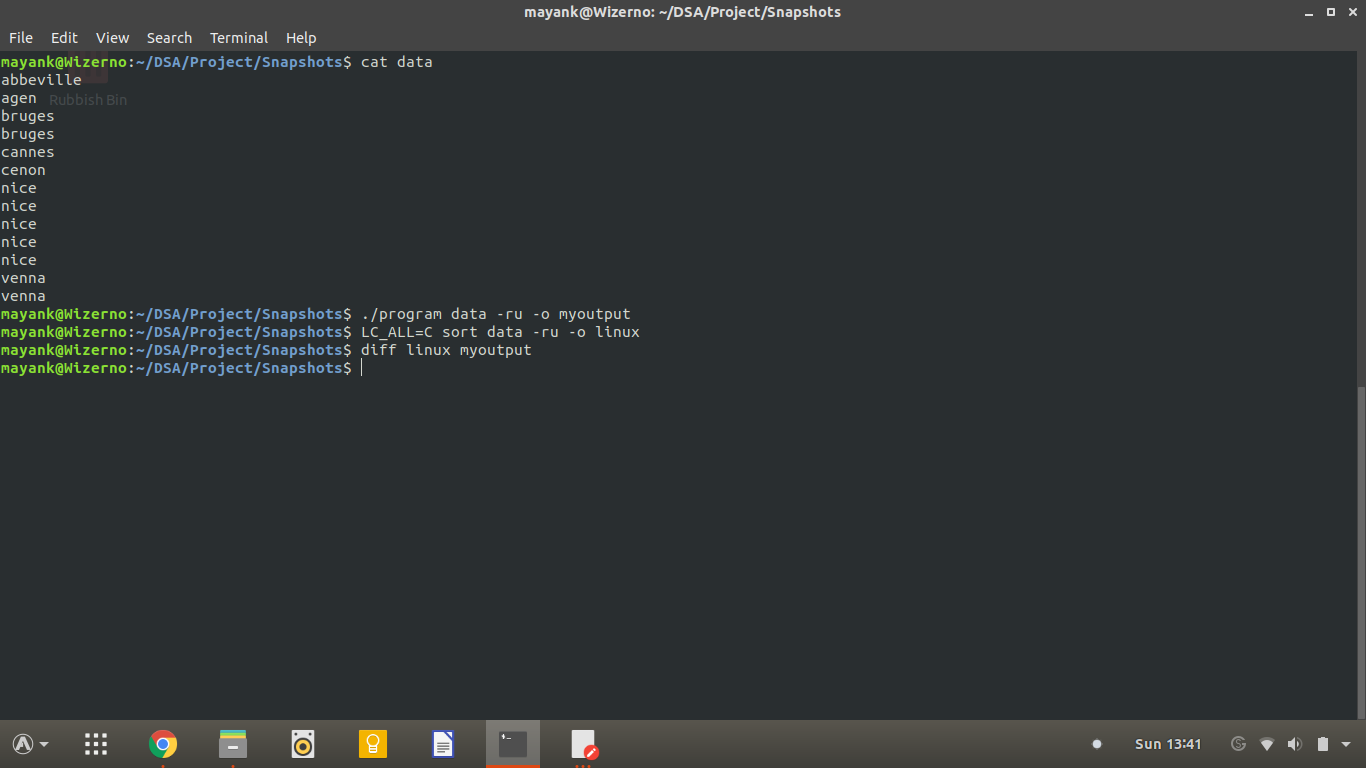 mayank@Wizerno: ~/DSA/Project/Snapshots
File Edit View Search Terminal Help
mayank@Wizerno:~/DSA/Project/Snapshots$ cat data
abbeville
agen
Rubbish Bin
bruges
bruges
cannes
cenon
nice
nice
nice
nice
nice
venna
venna
mayank@Wizerno:~/DSA/Project/Snapshots$ ./program data -ru -o myoutput
mayank@Wizerno:~/DSA/Project/Snapshots$ LC_ALL=C sort data -ru -o linux
mayank@Wizerno:~/DSA/Project/Snapshots$ diff linux myoutput
mayank@Wizerno:~/DSA/Project/Snapshots$
Sun 13:41